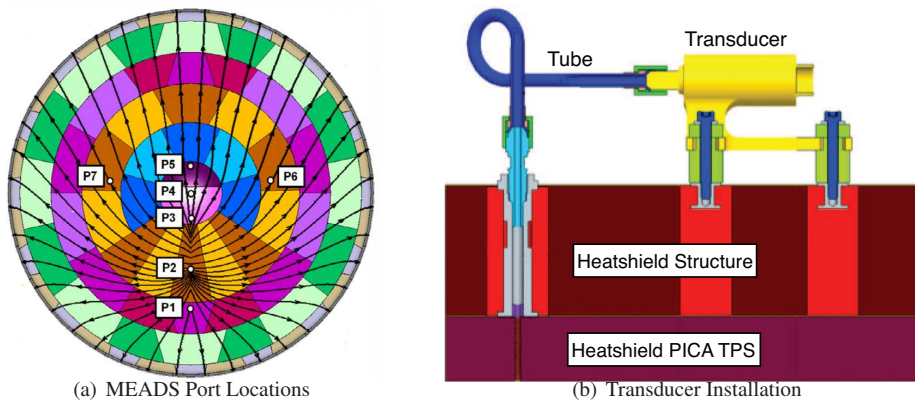 Tube
Transducer
P5
P7
P6
P4
P3
P2
P1
Heatshield Structure
Heatshield PICA TPS
(a) MEADS Port Locations
(b) Transducer Installation